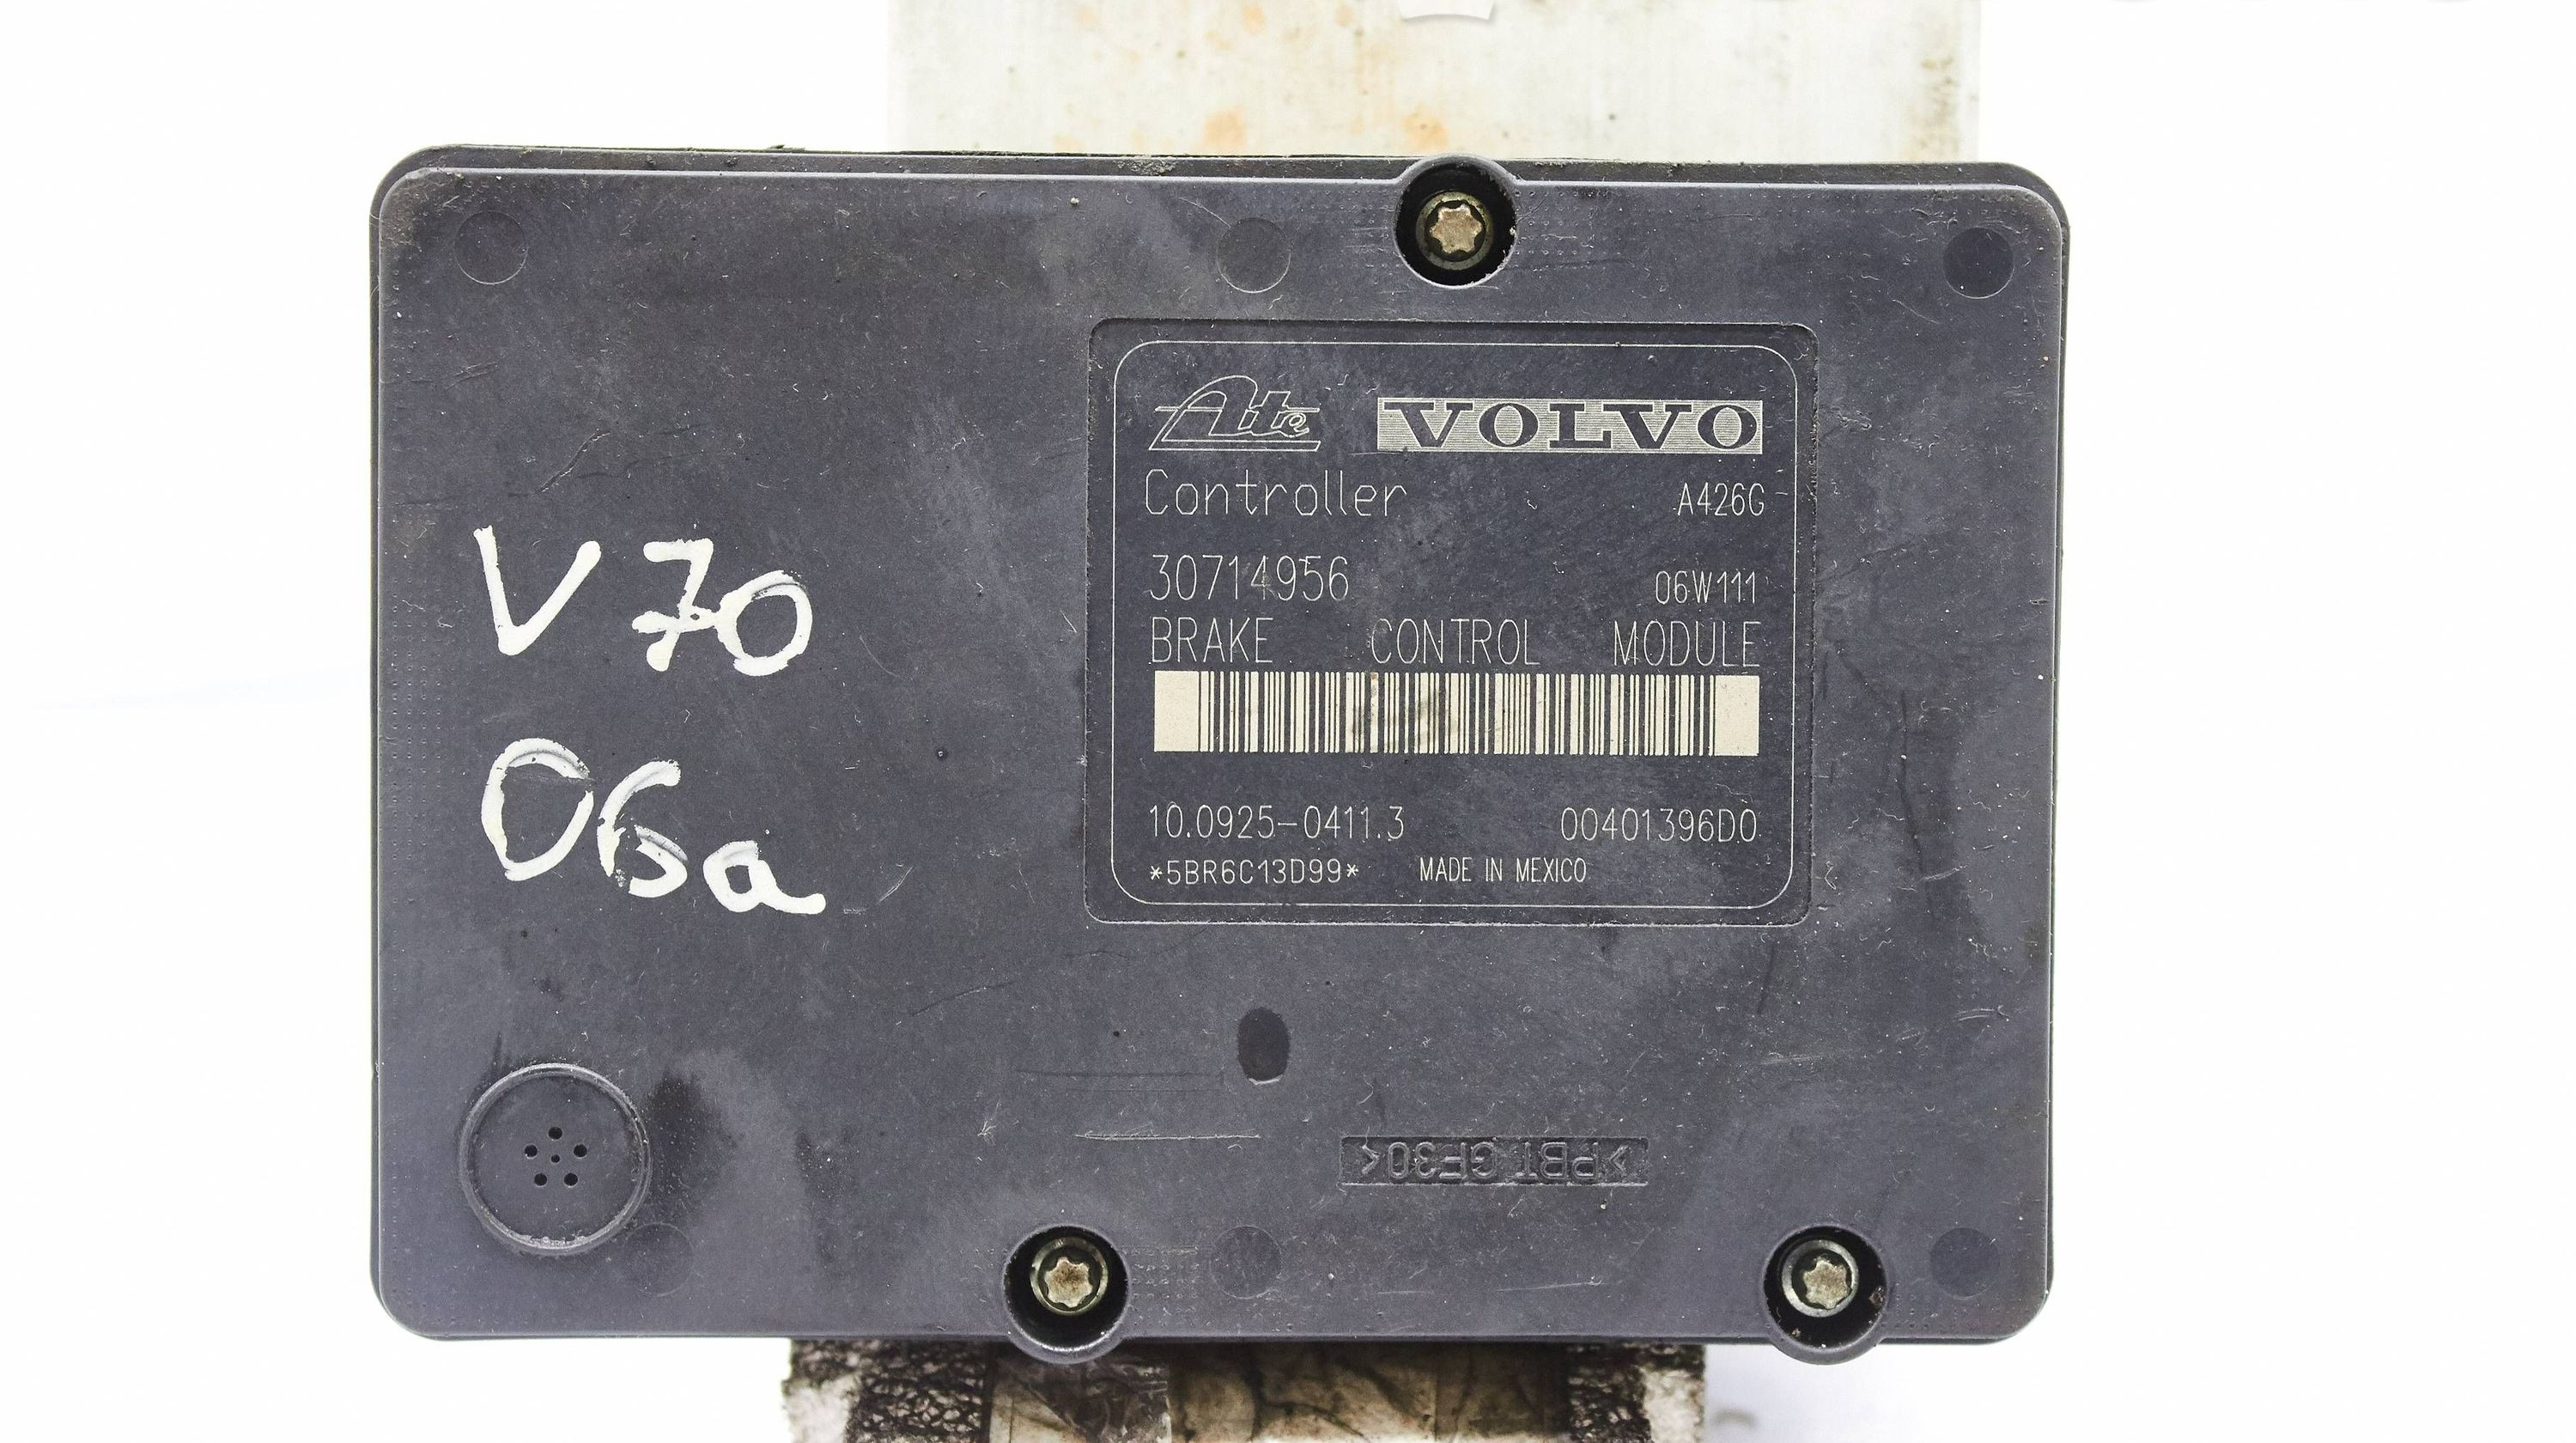 V70
06a
Ate VOLVO
Controller A426G
30714956 06W111
BRAKE CONTROL MODULE
10.0925-0411.3 00401396D0
*5BR6C13D99* MADE IN MEXICO
>PBT GF30<